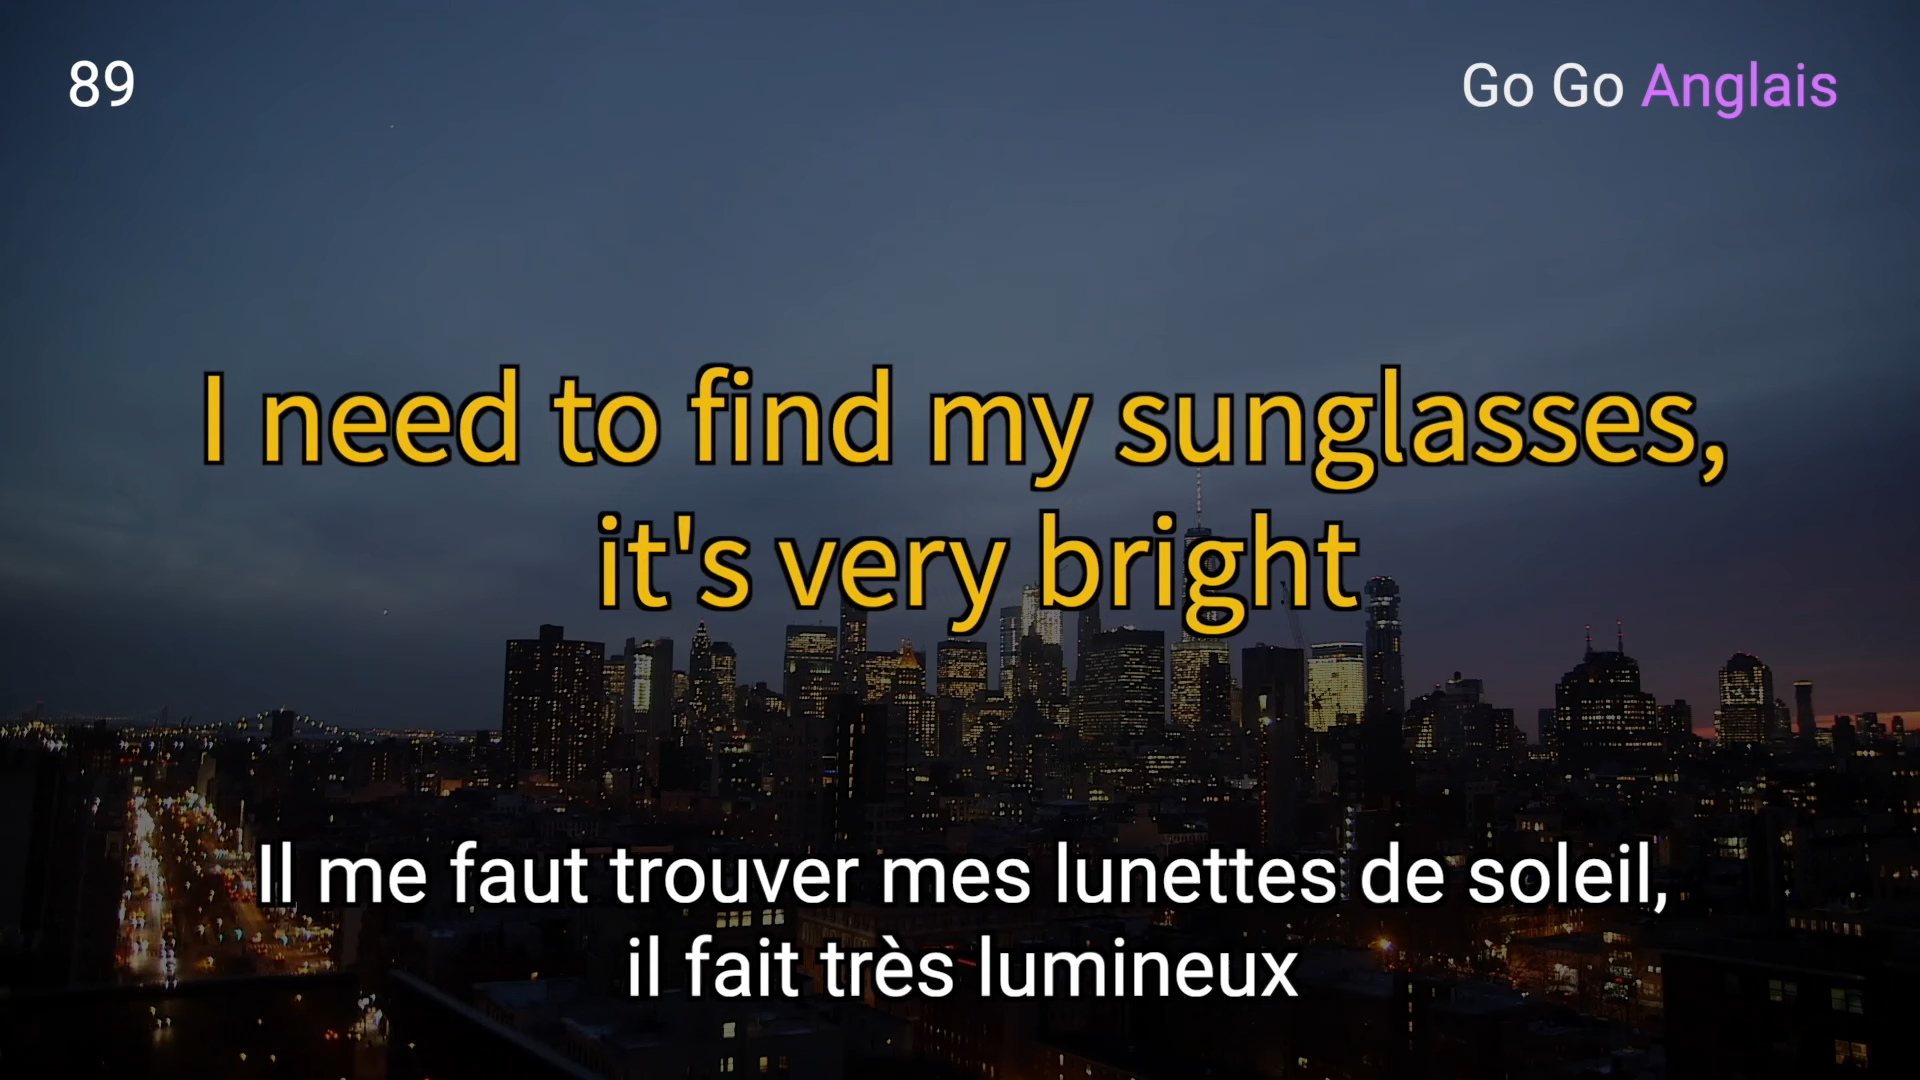 89
Go Go Anglais
I need to find my sunglasses,
it's very bright
Il me faut trouver mes lunettes de soleil,
il fait très lumineux